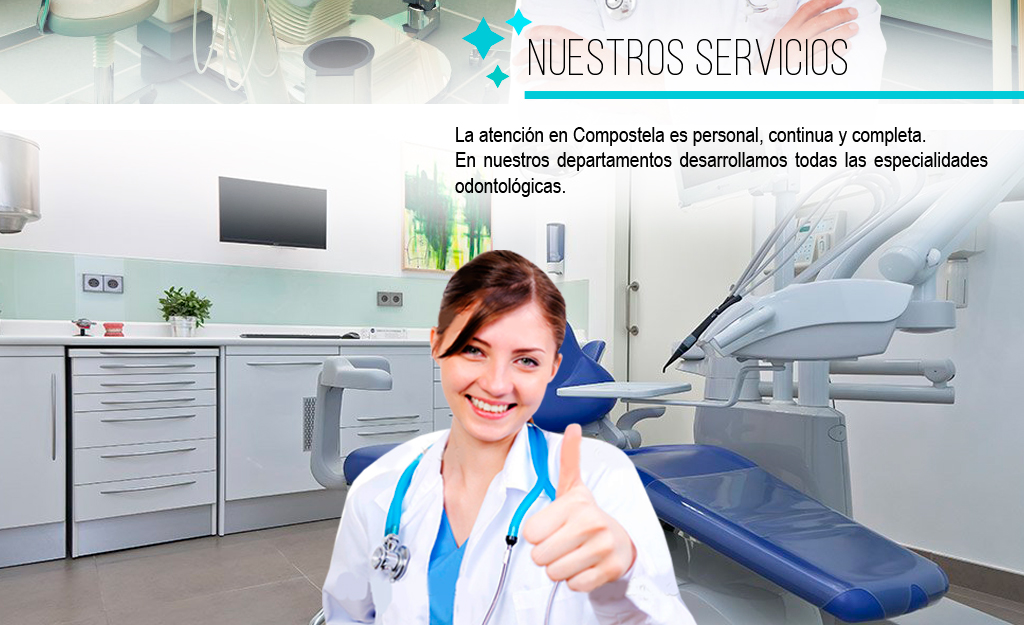 NUESTROS SERVICIOS
La atención en Compostela es personal, continua y completa.
En nuestros departamentos desarrollamos todas las especialidades
odontológicas.